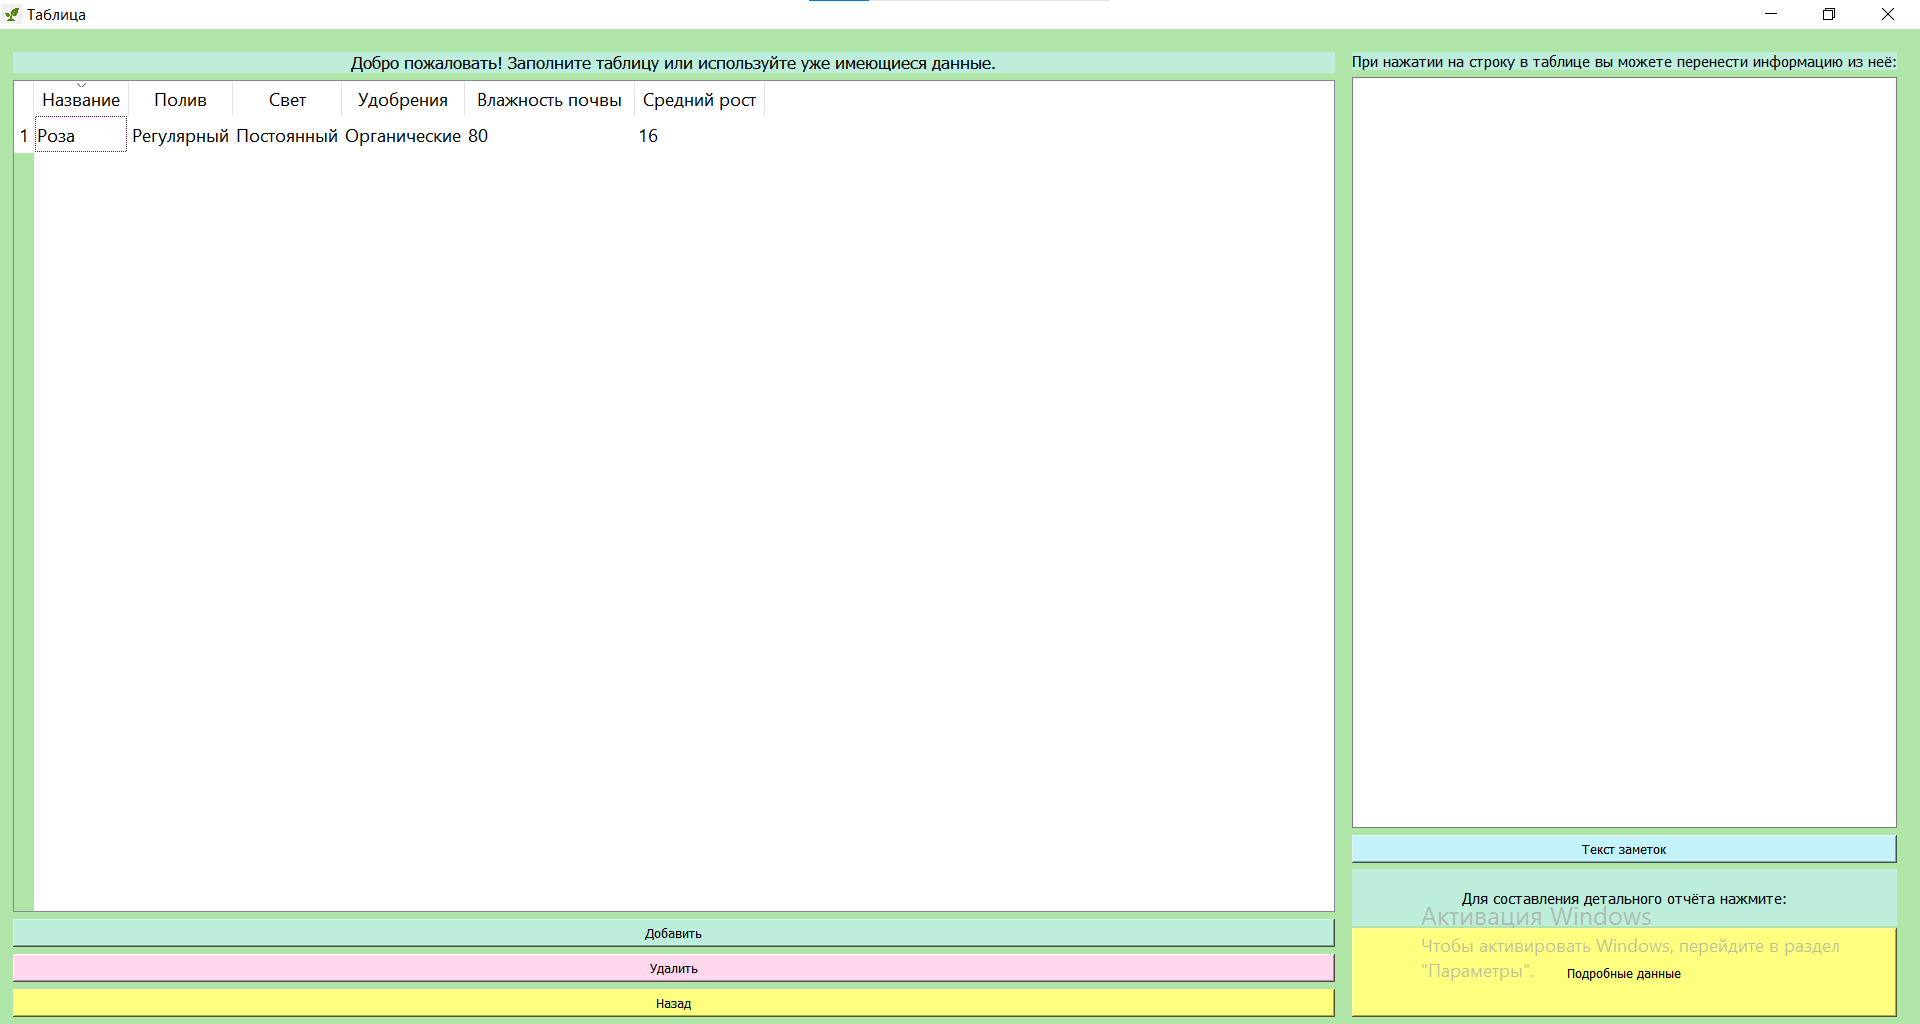 Таблица
Добро пожаловать! Заполните таблицу или используйте уже имеющиеся данные.
Название Полив Свет Удобрения Влажность почвы Средний рост
1 Роза Регулярный Постоянный Органические 80 16
Добавить
Удалить
Назад
При нажатии на строку в таблице вы можете перенести информацию из неё:
Текст заметок
Для составления детального отчёта нажмите:
Активация Windows
Чтобы активировать Windows, перейдите в раздел
"Параметры".
Подробные данные